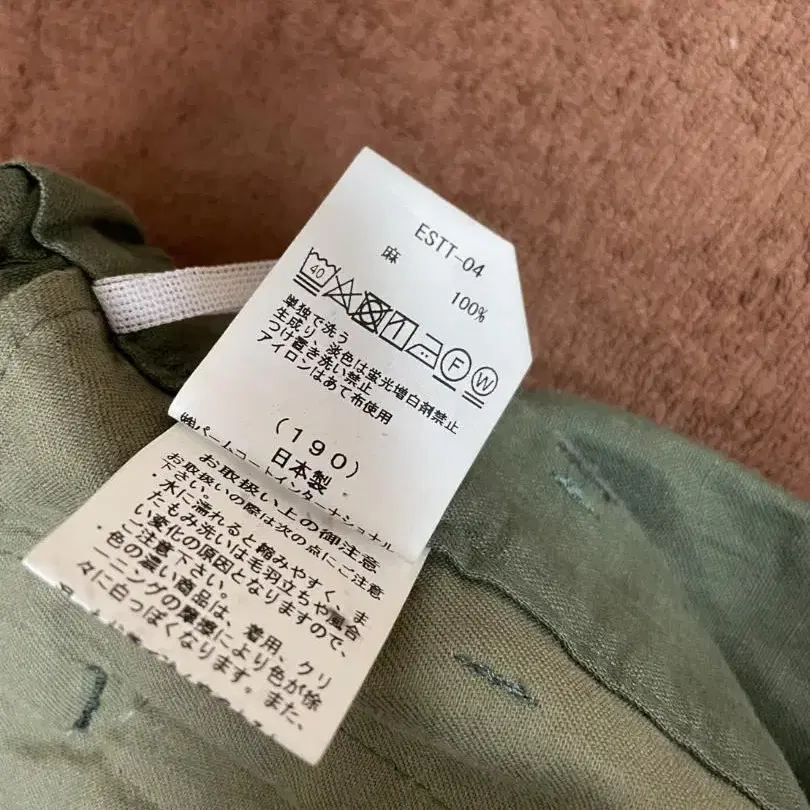 ESTT-04
麻 100%
40 F W
単独で洗う
生成り、淡色は蛍光増白剤禁止
つけ置き洗い禁止
アイロンはあて布使用
(190)
日本製
㈱パームコートインターナショナル
お取扱い上の御注意
お取扱いの際は次の点にご注意
下さい。
水に濡れると縮みやすく、ま
たもみ洗いは毛羽立ちや風合
い変化の原因となりますので、
ご注意下さい。
色の濃い商品は、着用、クリ
ーニングの摩擦により色が徐
々に白っぽくなります。また、